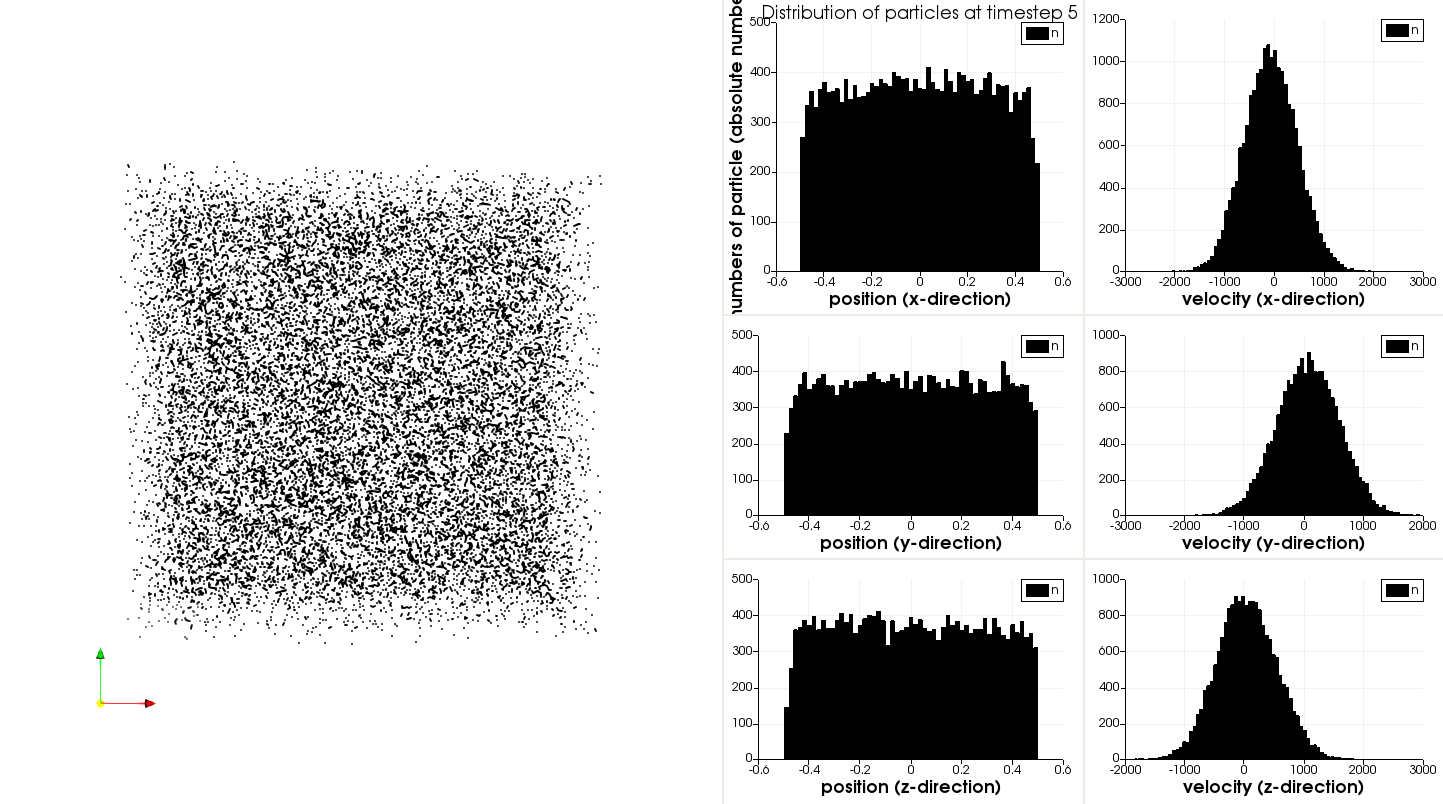 Distribution of particles at timestep 5
numbers of particle (absolute numbe
500
400
300
200
100
0
-0.6 -0.4 -0.2 0 0.2 0.4 0.6
position (x-direction)
n
1200
1000
800
600
400
200
0
-3000 -2000 -1000 0 1000 2000 3000
velocity (x-direction)
n
500
400
300
200
100
0
-0.6 -0.4 -0.2 0 0.2 0.4 0.6
position (y-direction)
n
1000
800
600
400
200
0
-3000 -2000 -1000 0 1000 2000
velocity (y-direction)
n
500
400
300
200
100
0
-0.6 -0.4 -0.2 0 0.2 0.4 0.6
position (z-direction)
n
1000
800
600
400
200
0
-2000 -1000 0 1000 2000 3000
velocity (z-direction)
n